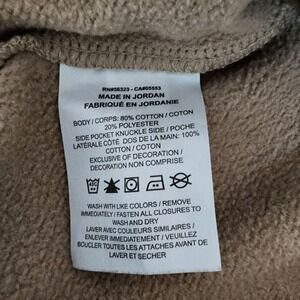 RN#56323 - CA#05553
MADE IN JORDAN
FABRIQUÉ EN JORDANIE
BODY / CORPS: 80% COTTON / COTON
20% POLYESTER
SIDE POCKET KNUCKLE SIDE / POCHE
LATÉRALE CÔTÉ DOS DE LA MAIN: 100%
COTTON / COTON
EXCLUSIVE OF DECORATION /
DECORATION NON COMPRISE
WASH WITH LIKE COLORS / REMOVE
IMMEDIATELY / FASTEN ALL CLOSURES TO
WASH AND DRY
LAVER AVEC COULEURS SIMILAIRES /
ENLEVER IMMEDIATEMENT / VEUILLEZ
BOUCLER TOUTES LES ATTACHES AVANT DE
LAVER ET SECHER